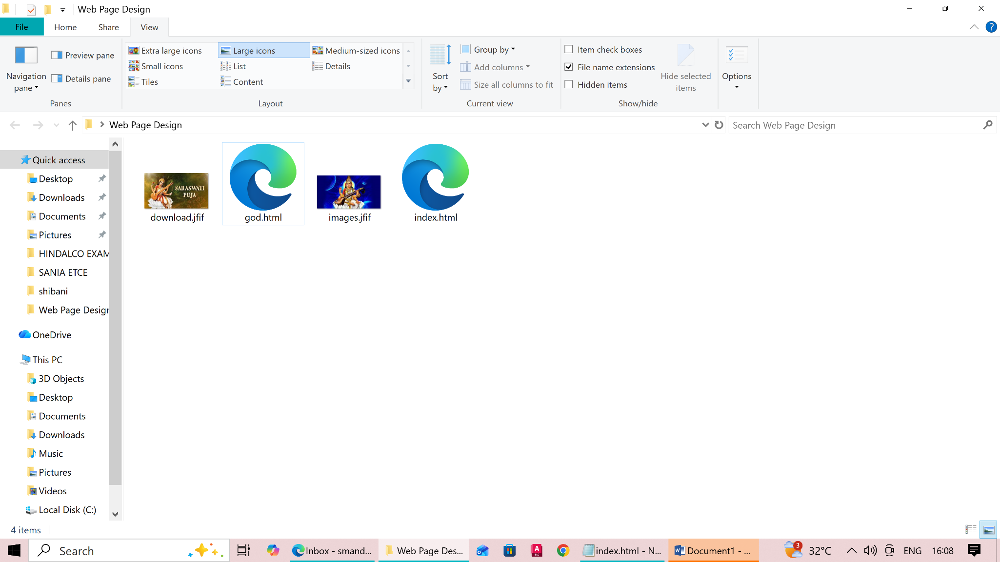 Web Page Design
File
Home
Share
View
?
Navigation
pane
Preview pane
Details pane
Panes
Extra large icons
Large icons
Medium-sized icons
Small icons
List
Details
Tiles
Content
Layout
Sort
by
Group by
Add columns
Size all columns to fit
Current view
Item check boxes
File name extensions
Hidden items
Hide selected
items
Show/hide
Options
Web Page Design
Search Web Page Design
Quick access
Desktop
Downloads
Documents
Pictures
HINDALCO EXAM
SANIA ETCE
shibani
Web Page Design
OneDrive
This PC
3D Objects
Desktop
Documents
Downloads
Music
Pictures
Videos
Local Disk (C:)
SARASWATI
PUJA
download.jfif
god.html
images.jfif
index.html
4 items
Search
Inbox - smand...
Web Page Des...
A
ELC
index.html - N...
W
Document1 - ...
3
32°C
ENG
16:08